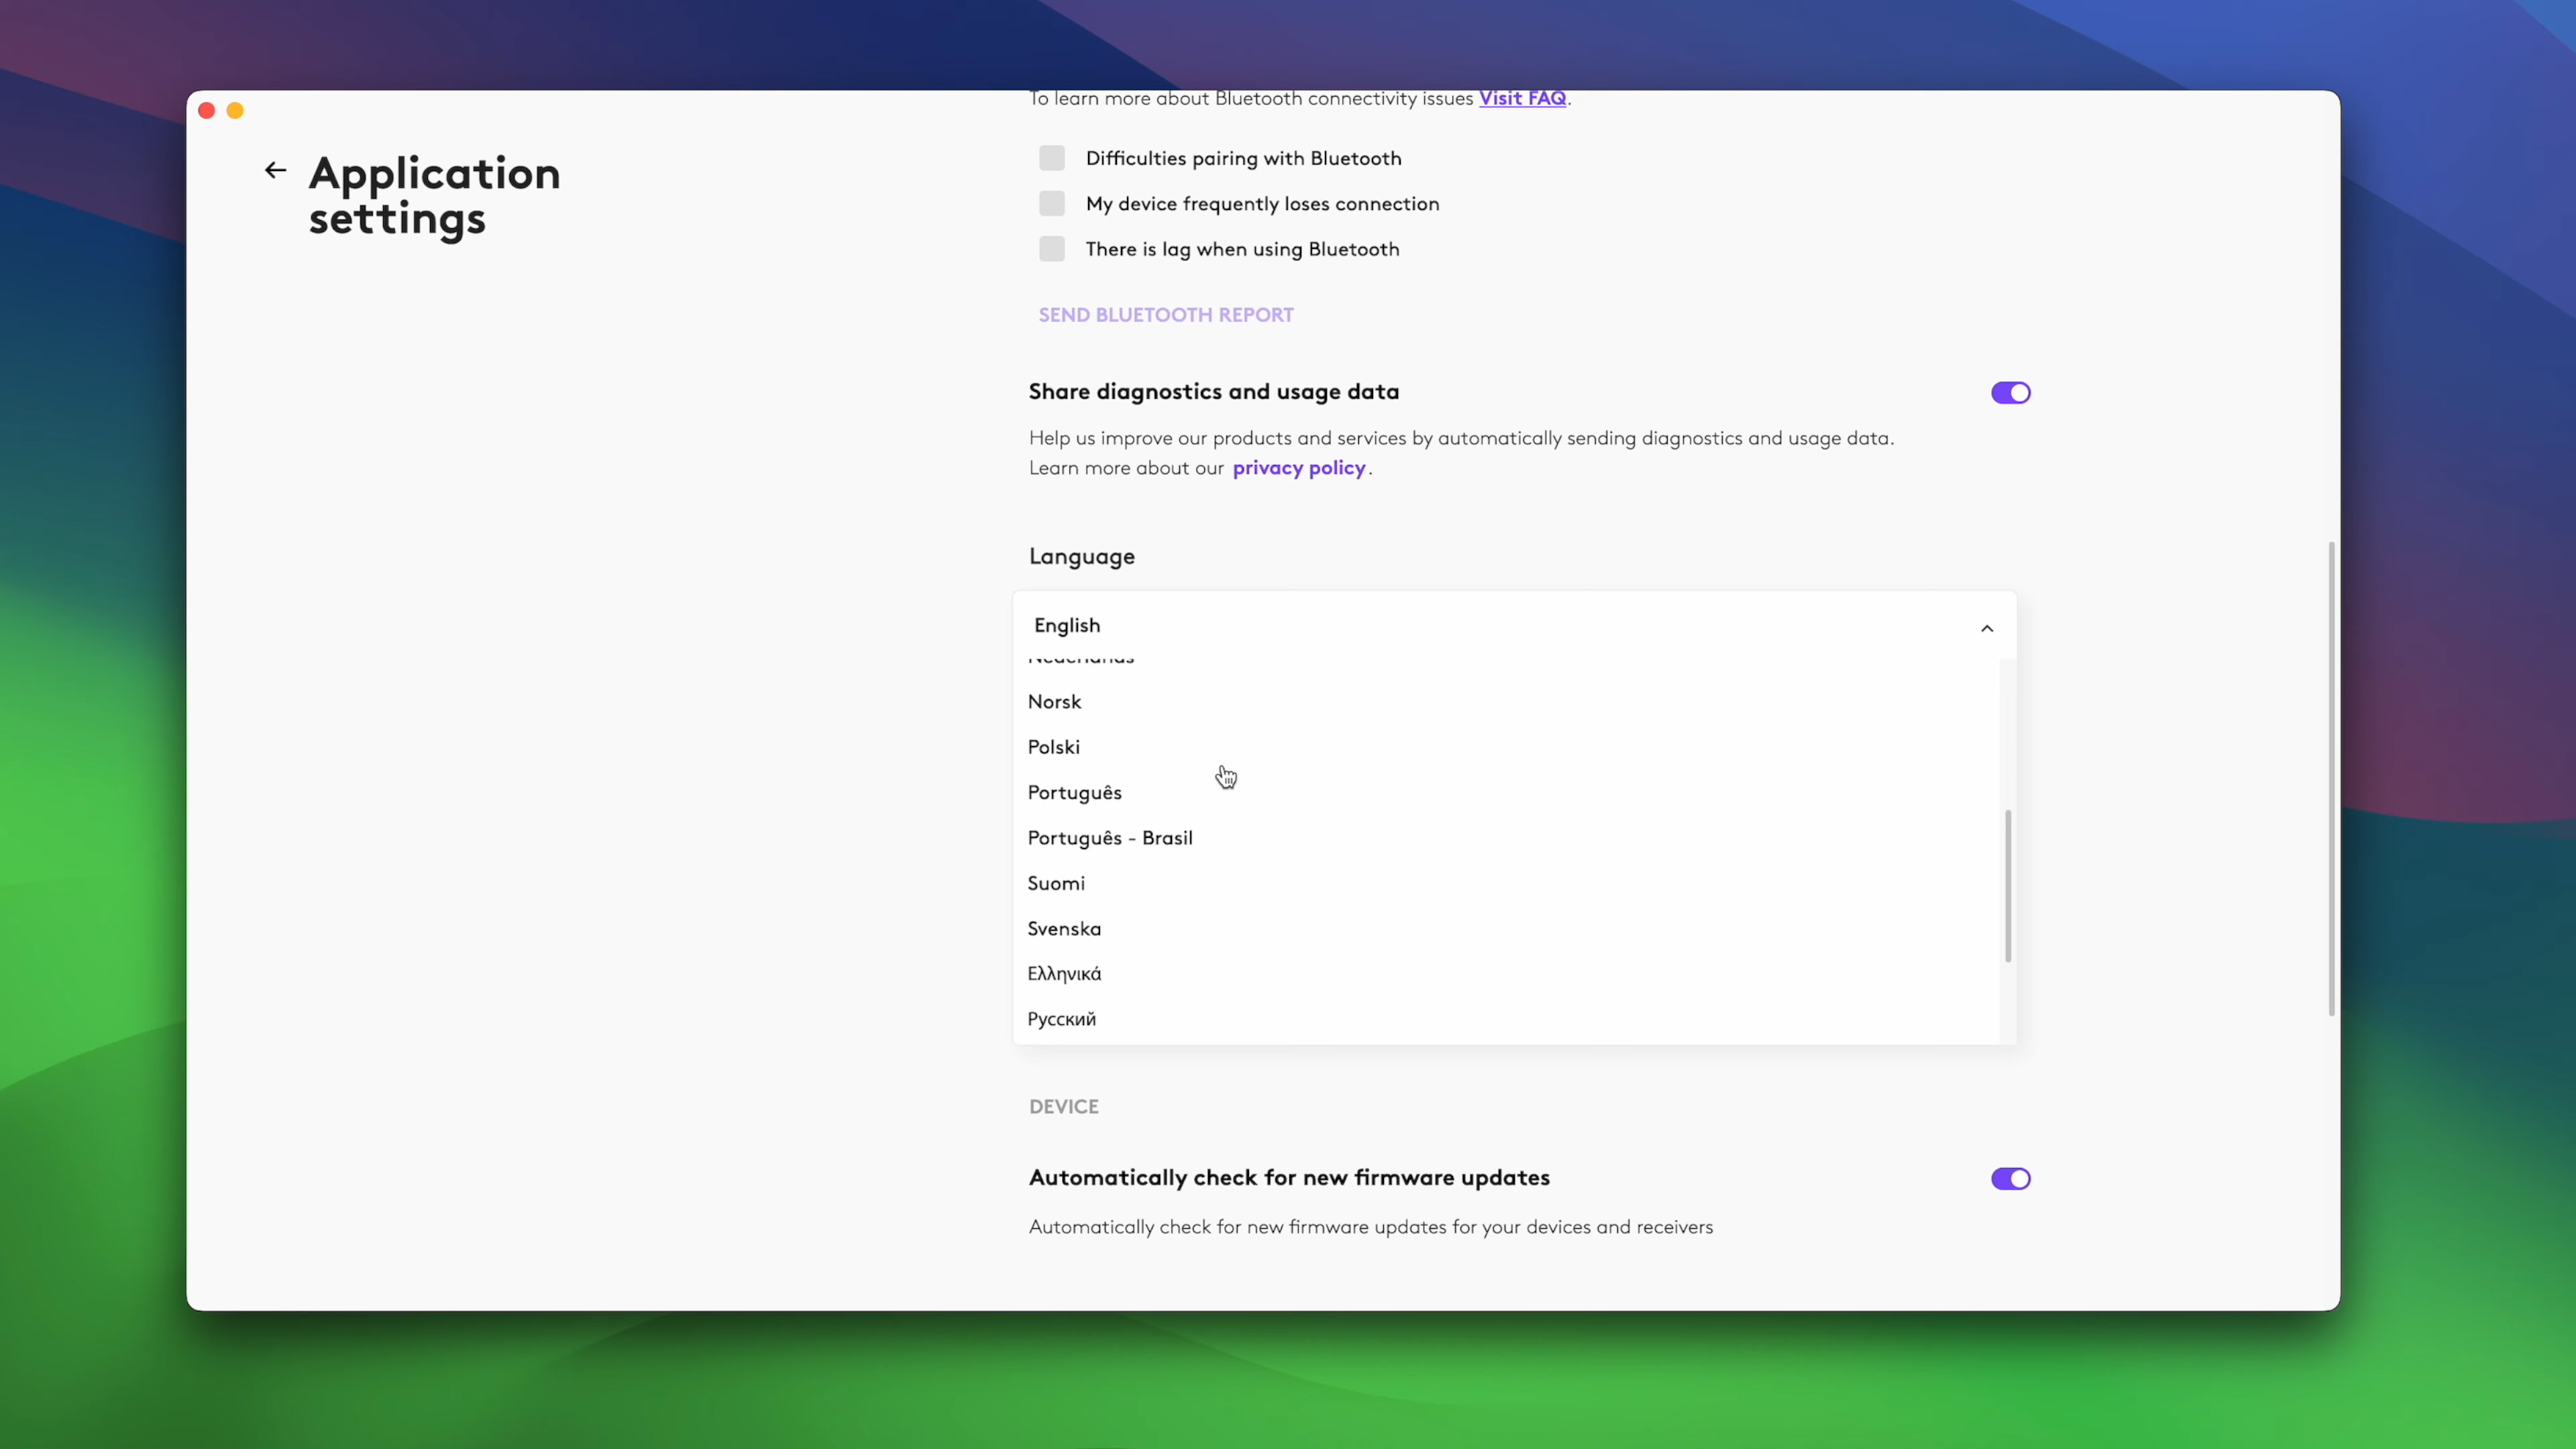 To learn more about Bluetooth connectivity issues Visit FAQ.
Application
settings
Difficulties pairing with Bluetooth
My device frequently loses connection
There is lag when using Bluetooth
SEND BLUETOOTH REPORT
Share diagnostics and usage data
Help us improve our products and services by automatically sending diagnostics and usage data.
Learn more about our privacy policy.
Language
English
Nederlands
Norsk
Polski
Português
Português - Brasil
Suomi
Svenska
Ελληνικά
Русский
DEVICE
Automatically check for new firmware updates
Automatically check for new firmware updates for your devices and receivers